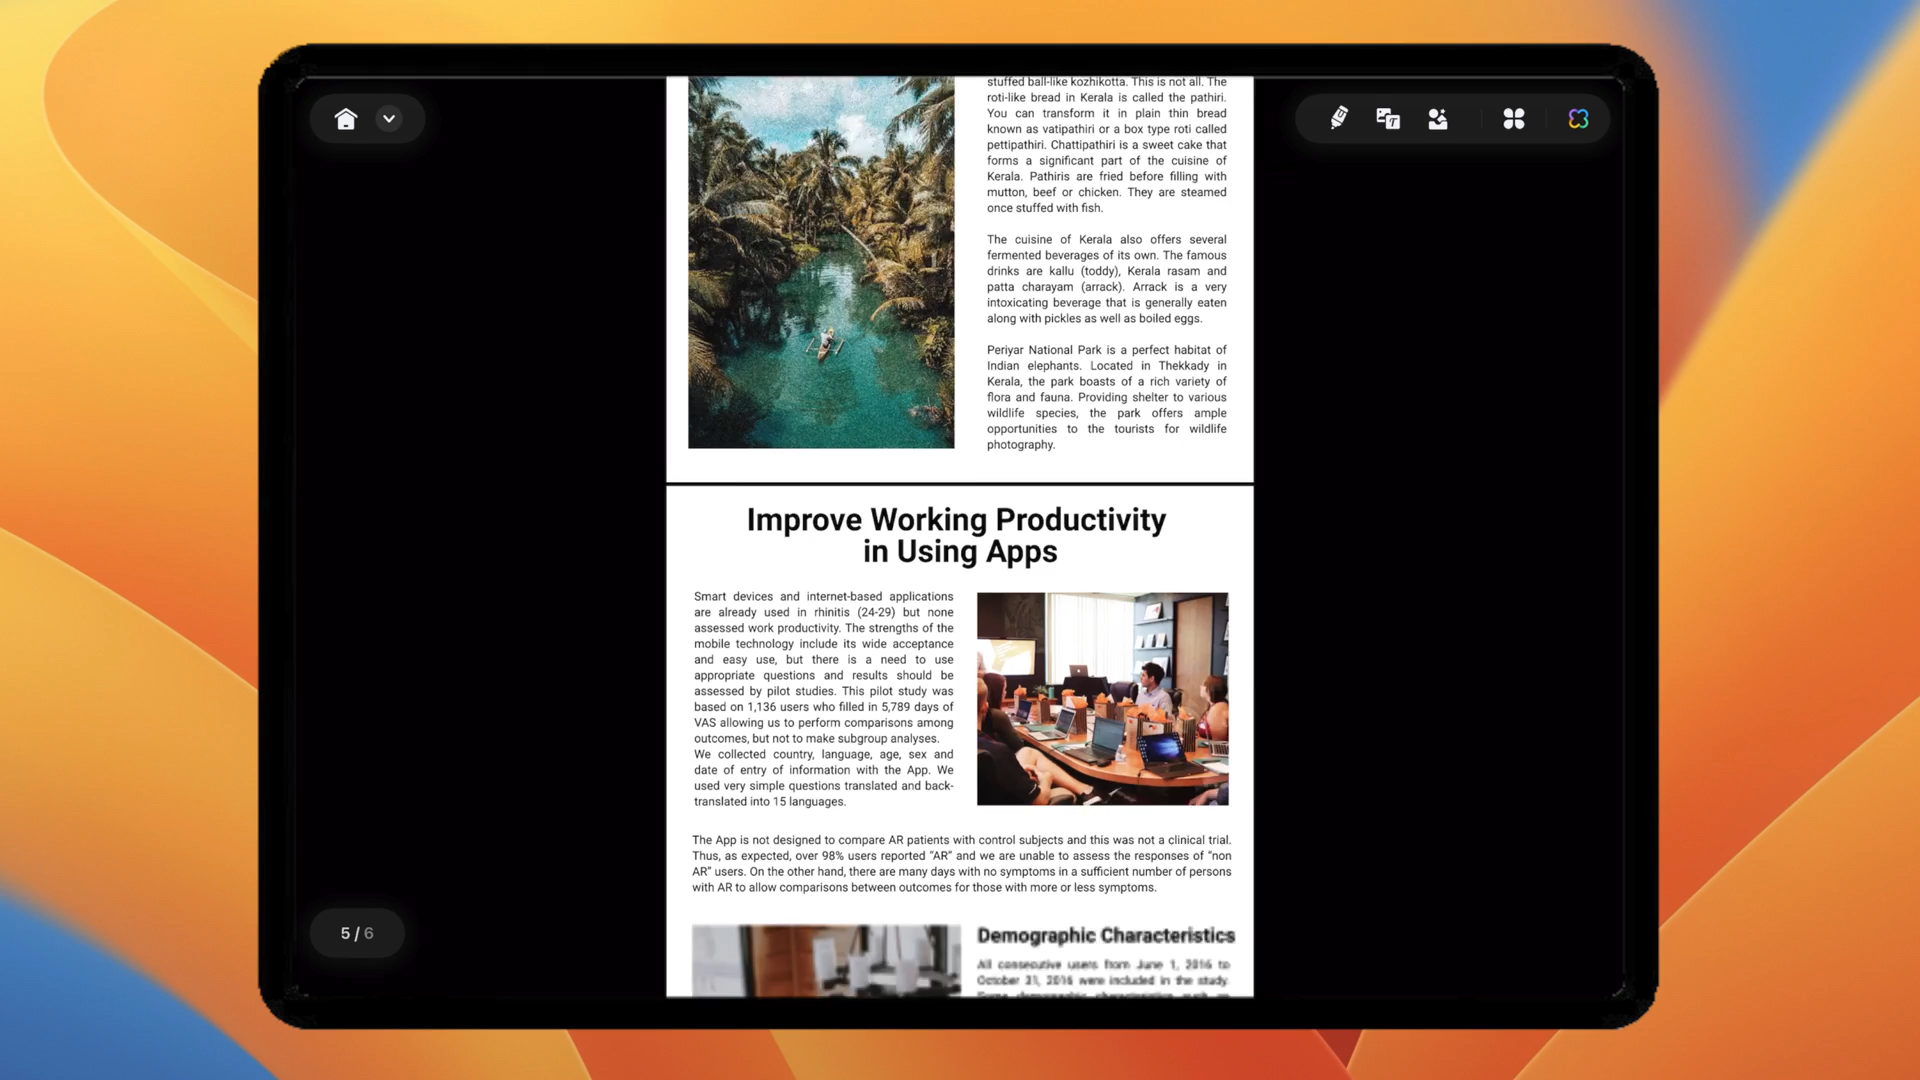 stuffed ball-like kozhikotta. This is not all. The
roti-like bread in Kerala is called the pathiri.
You can transform it in plain thin bread
known as vatipathiri or a box type roti called
pettipathiri. Chattipathiri is a sweet cake that
forms a significant part of the cuisine of
Kerala. Pathiris are fried before filling with
mutton, beef or chicken. They are steamed
once stuffed with fish.
The cuisine of Kerala also offers several
fermented beverages of its own. The famous
drinks are kallu (toddy), Kerala rasam and
patta charayam (arrack). Arrack is a very
intoxicating beverage that is generally eaten
along with pickles as well as boiled eggs.
Periyar National Park is a perfect habitat of
Indian elephants. Located in Thekkady in
Kerala, the park boasts of a rich variety of
flora and fauna. Providing shelter to various
wildlife species, the park offers ample
opportunities to the tourists for wildlife
photography.
Improve Working Productivity
in Using Apps
Smart devices and internet-based applications
are already used in rhinitis (24-29) but none
assessed work productivity. The strengths of the
mobile technology include its wide acceptance
and easy use, but there is a need to use
appropriate questions and results should be
assessed by pilot studies. This pilot study was
based on 1,136 users who filled in 5,789 days of
VAS allowing us to perform comparisons among
outcomes, but not to make subgroup analyses.
We collected country, language, age, sex and
date of entry of information with the App. We
used very simple questions translated and back-
translated into 15 languages.
The App is not designed to compare AR patients with control subjects and this was not a clinical trial.
Thus, as expected, over 98% users reported "AR" and we are unable to assess the responses of "non
AR" users. On the other hand, there are many days with no symptoms in a sufficient number of persons
with AR to allow comparisons between outcomes for those with more or less symptoms.
Demographic Characteristics
All consecutive users from June 1, 2016 to
October 31, 2016 were included in the study.
Some demographic characteristics such as
5 / 6